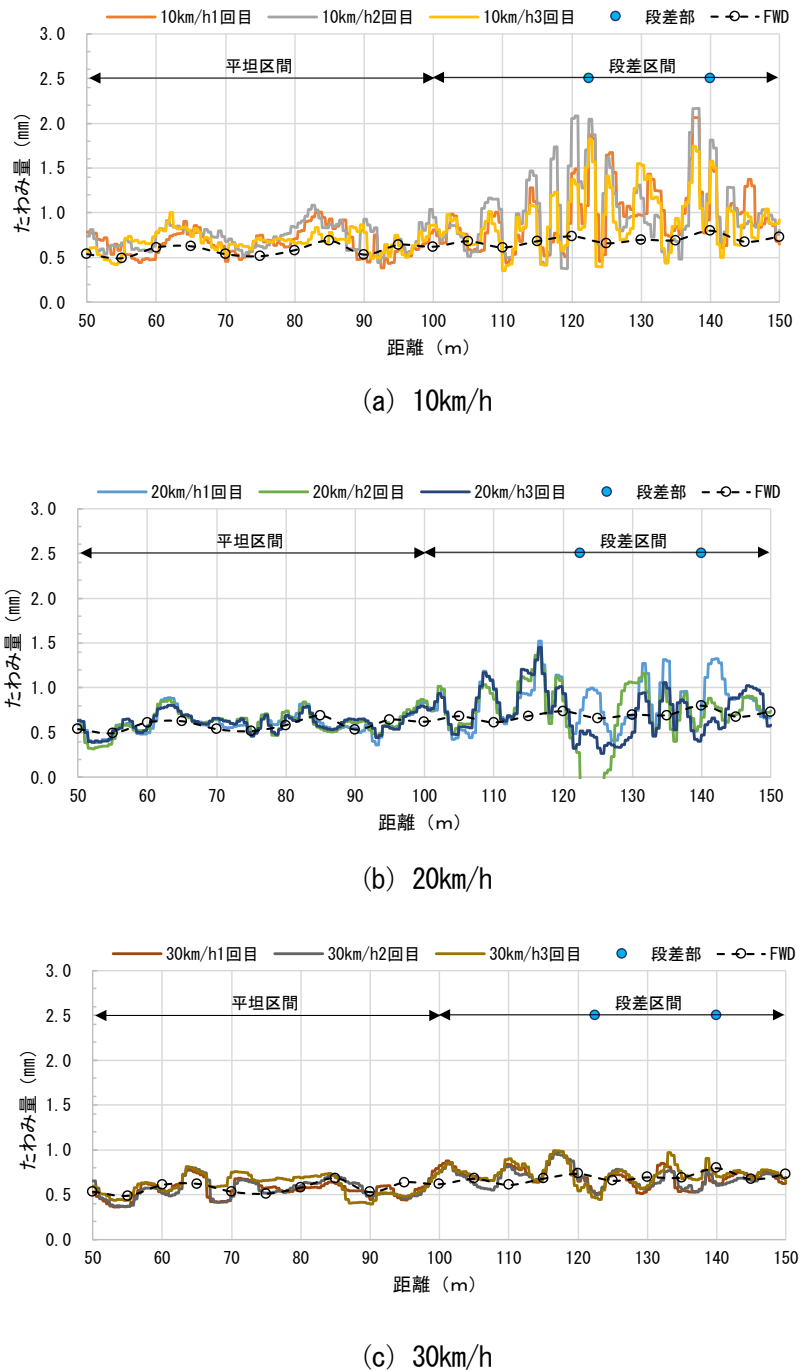 10km/h1回目 10km/h2回目 10km/h3回目 段差部 FWD
3.0
2.5
2.0
1.5
1.0
0.5
0.0
たわみ量 (mm)
平坦区間 段差区間
50 60 70 80 90 100 110 120 130 140 150
距離 (m)
(a) 10km/h
20km/h1回目 20km/h2回目 20km/h3回目 段差部 FWD
3.0
2.5
2.0
1.5
1.0
0.5
0.0
たわみ量 (mm)
平坦区間 段差区間
50 60 70 80 90 100 110 120 130 140 150
距離 (m)
(b) 20km/h
30km/h1回目 30km/h2回目 30km/h3回目 段差部 FWD
3.0
2.5
2.0
1.5
1.0
0.5
0.0
たわみ量 (mm)
平坦区間 段差区間
50 60 70 80 90 100 110 120 130 140 150
距離 (m)
(c) 30km/h